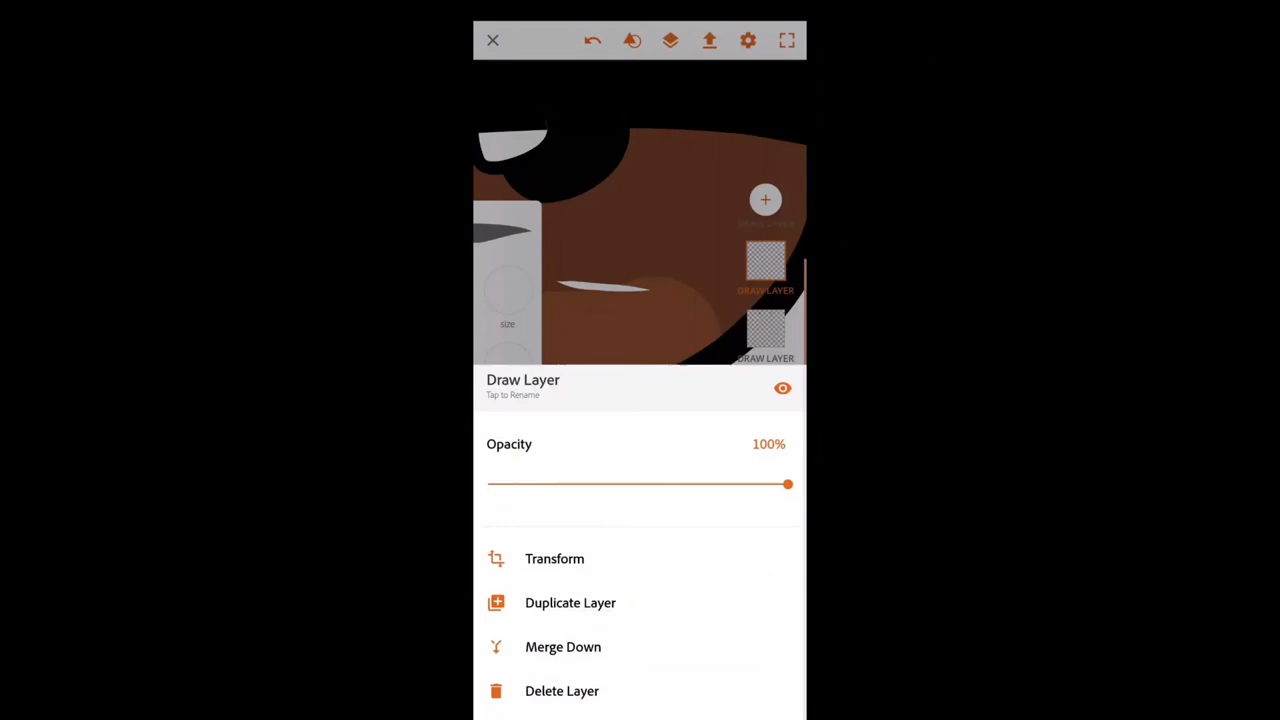 DRAW LAYER
size
DRAW LAYER
Draw Layer
Tap to Rename
Opacity 100%
Transform
Duplicate Layer
Merge Down
Delete Layer